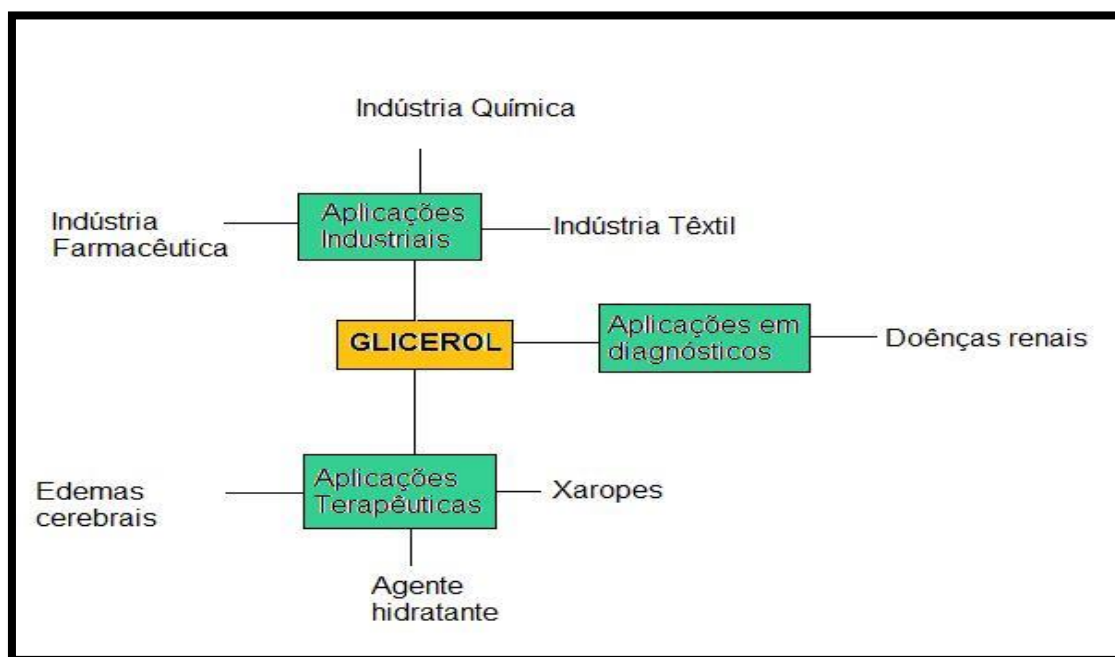 Indústria Química
Indústria
Farmacêutica
Aplicações
Industriais
Indústria Têxtil
GLICEROL
Aplicações em
diagnósticos
Doênças renais
Edemas
cerebrais
Aplicações
Terapêuticas
Xaropes
Agente
hidratante